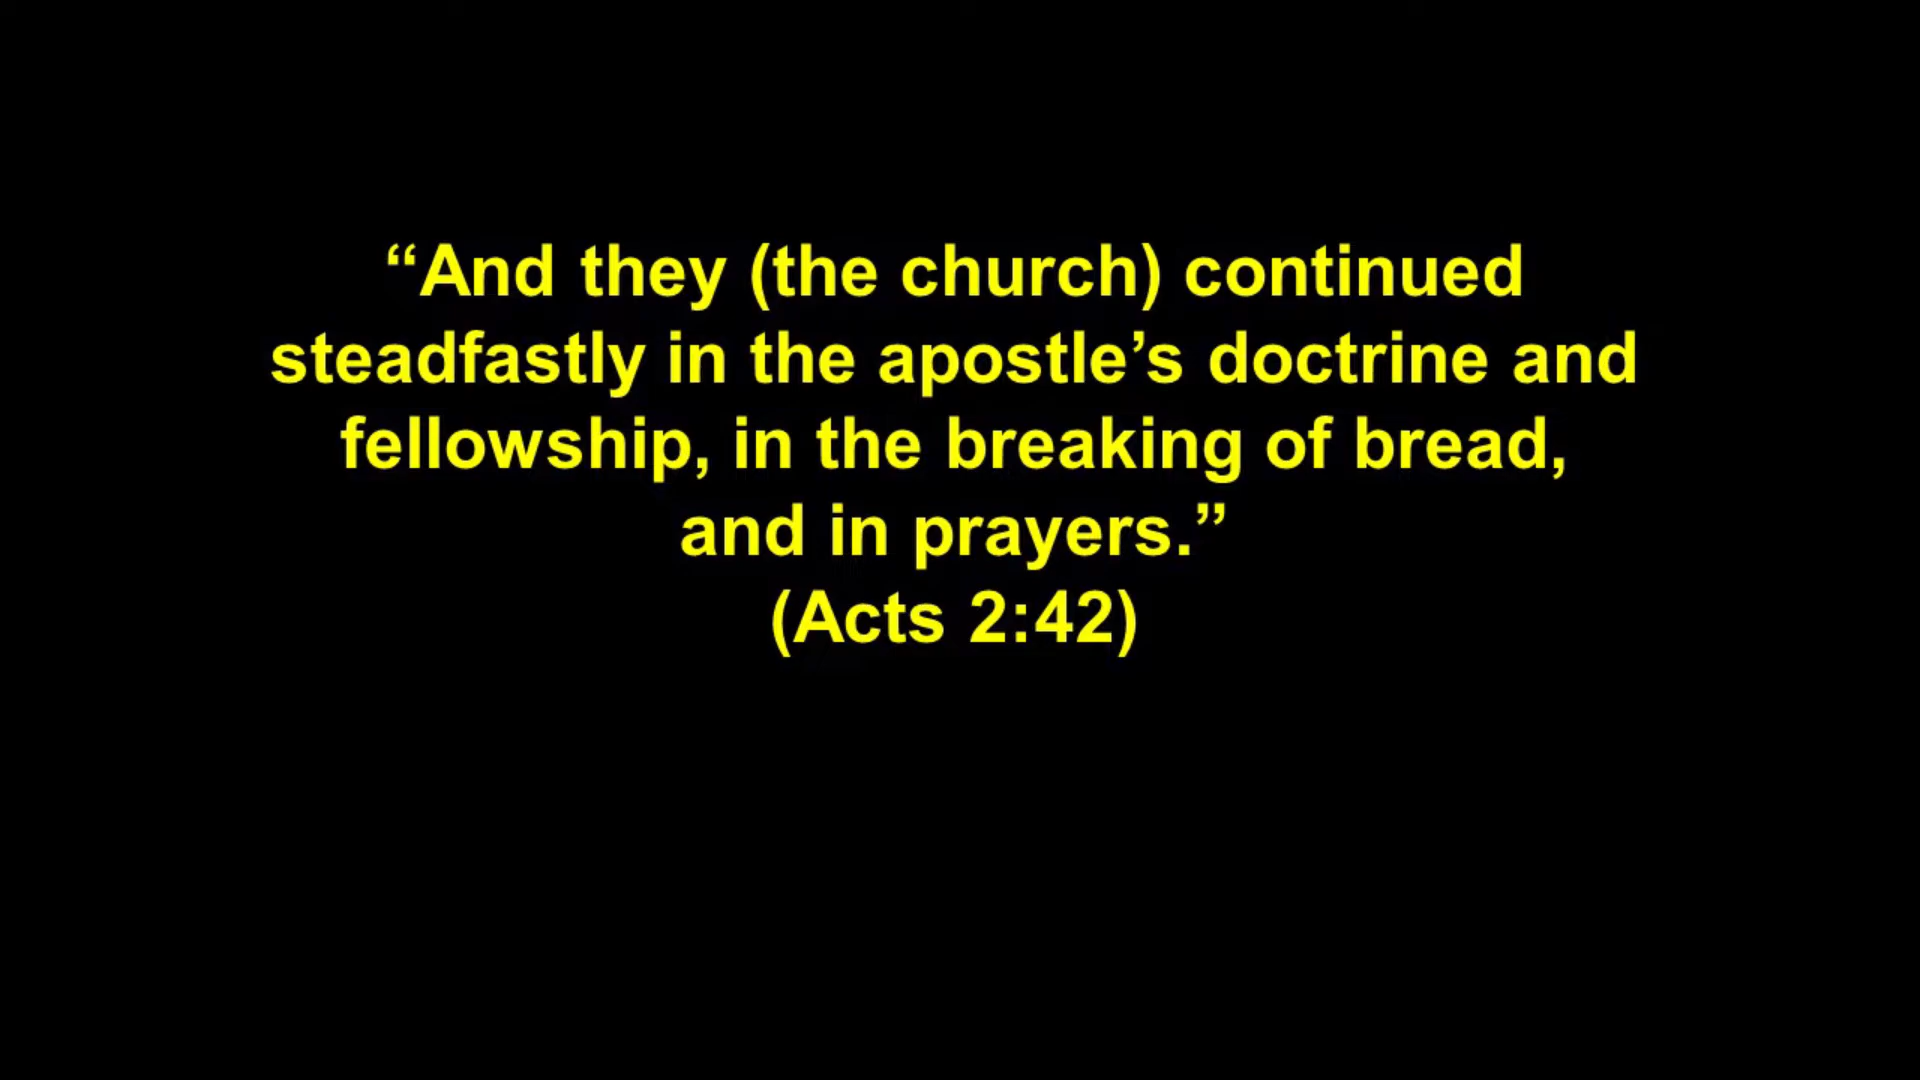 “And they (the church) continued
steadfastly in the apostle’s doctrine and
fellowship, in the breaking of bread,
and in prayers.”
(Acts 2:42)